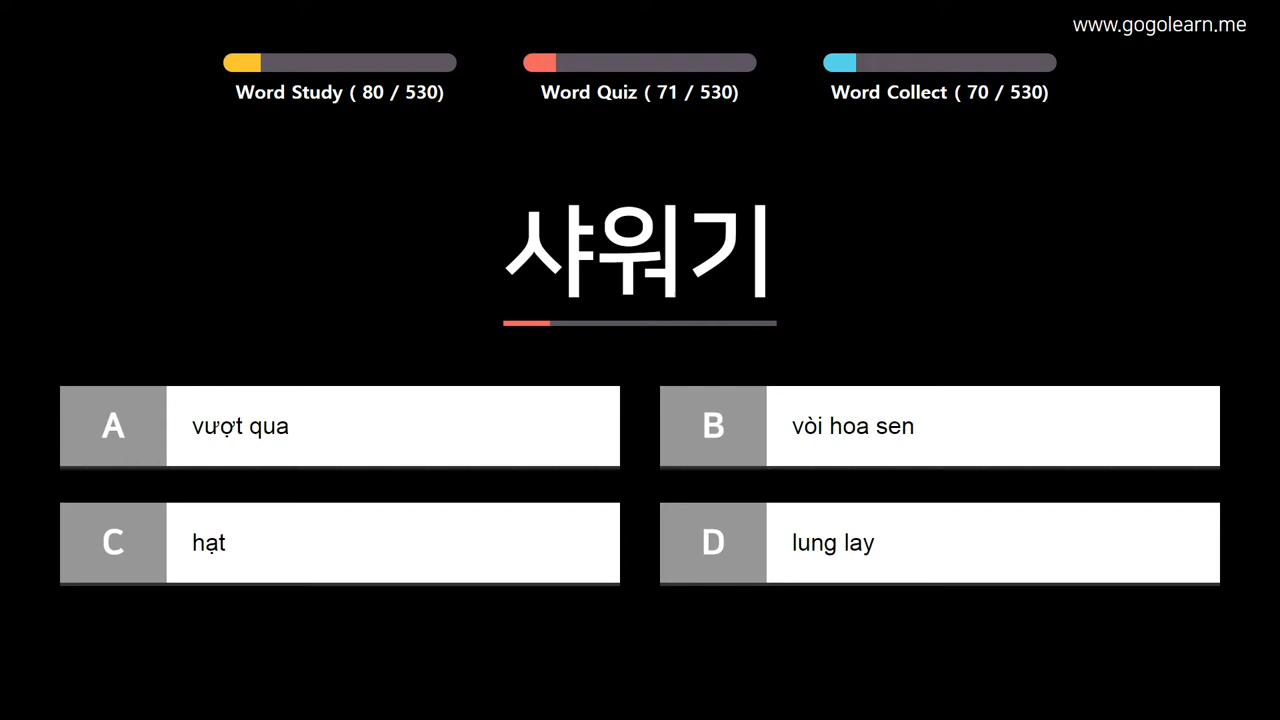 www.gogolearn.me
Word Study ( 80 / 530)
Word Quiz ( 71 / 530)
Word Collect ( 70 / 530)
샤워기
A vượt qua
B vòi hoa sen
C hạt
D lung lay